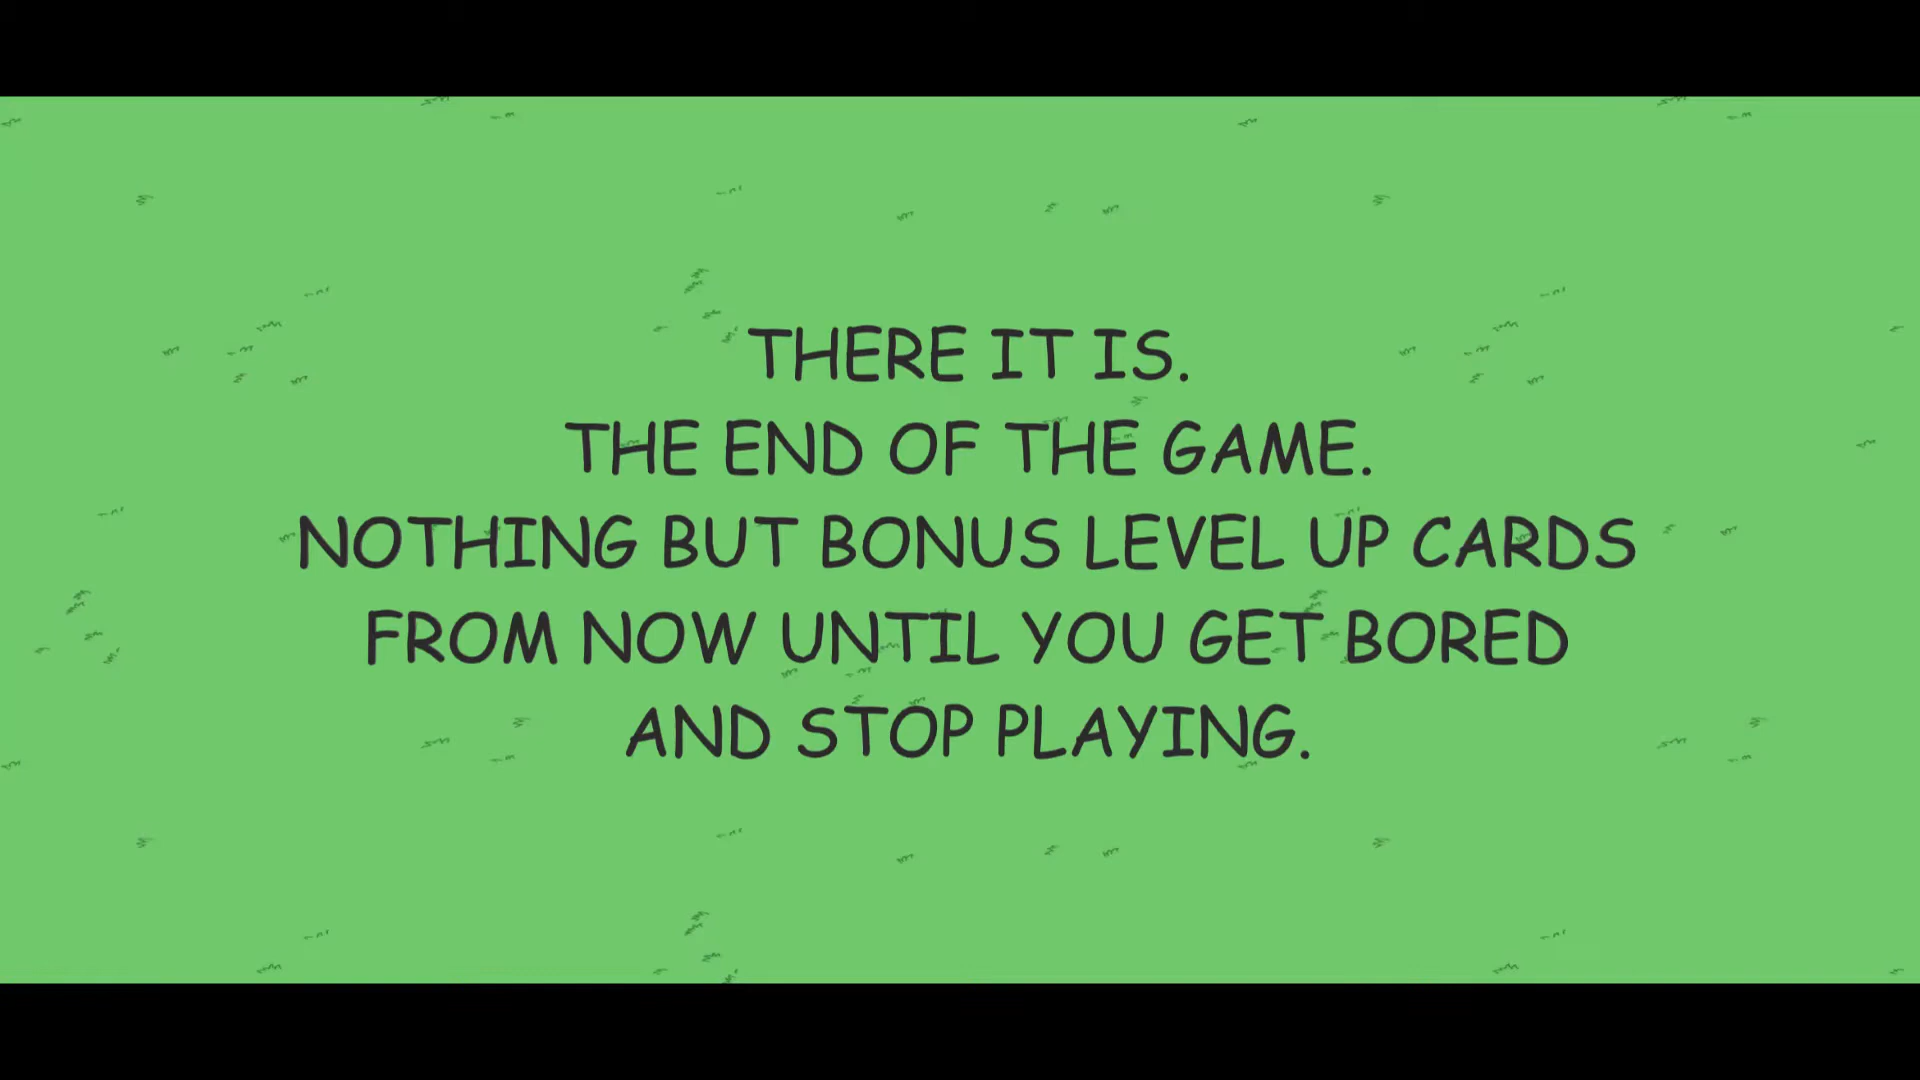 THERE IT IS.
THE END OF THE GAME.
NOTHING BUT BONUS LEVEL UP CARDS
FROM NOW UNTIL YOU GET BORED
AND STOP PLAYING.